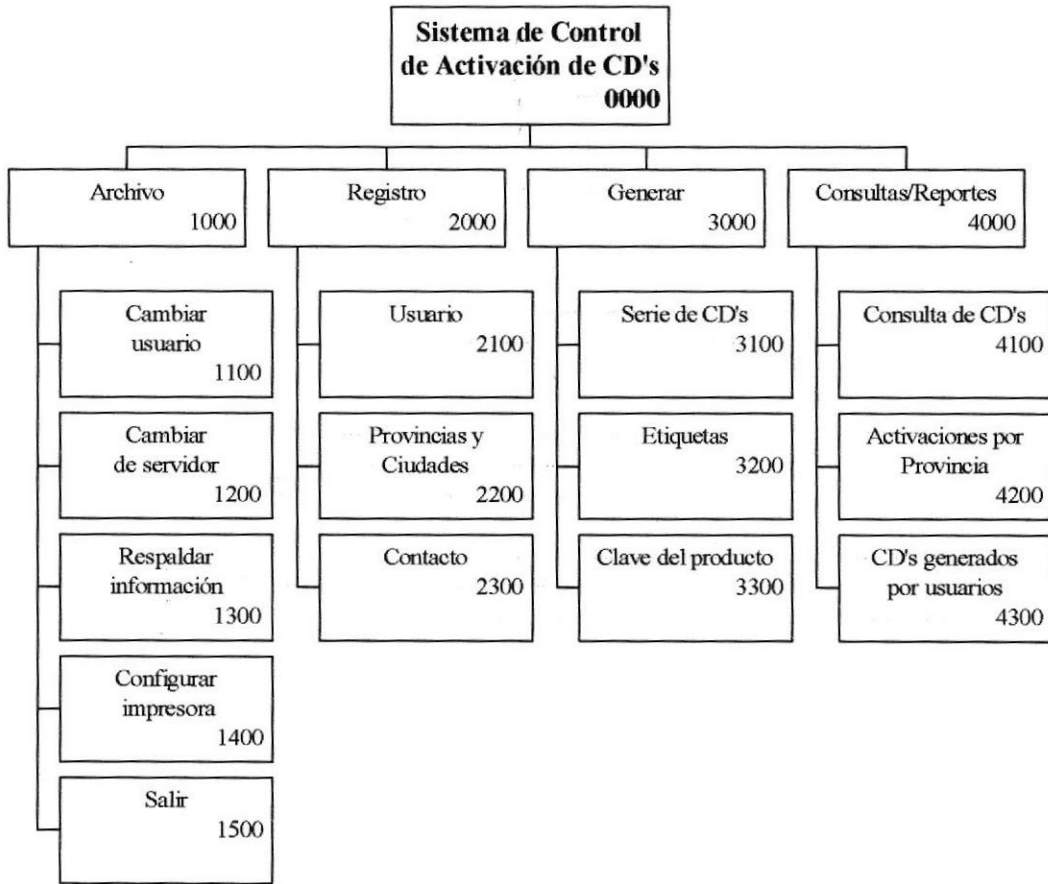 Sistema de Control
de Activación de CD's
0000
Archivo
1000
Registro
2000
Generar
3000
Consultas/Reportes
4000
Cambiar
usuario
1100
Cambiar
de servidor
1200
Respaldar
información
1300
Configurar
impresora
1400
Salir
1500
Usuario
2100
Provincias y
Ciudades
2200
Contacto
2300
Serie de CD's
3100
Etiquetas
3200
Clave del producto
3300
Consulta de CD's
4100
Activaciones por
Provincia
4200
CD's generados
por usuarios
4300